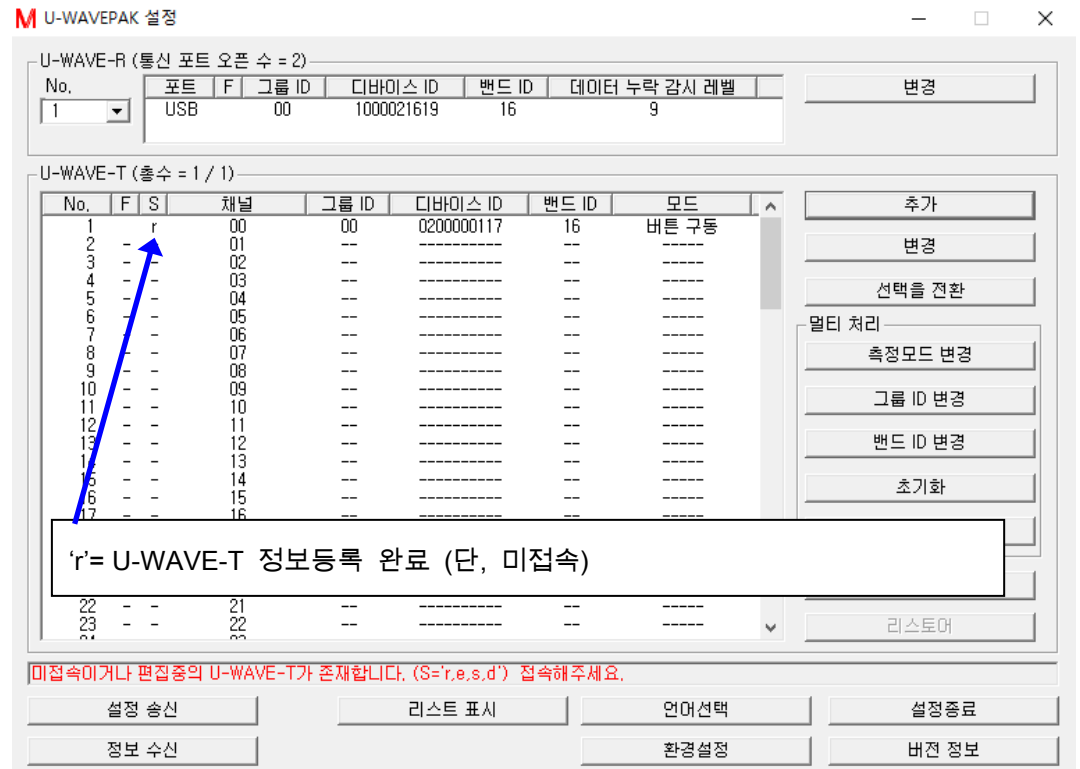 U-WAVEPAK 설정
U-WAVE-R (통신 포트 오픈 수 = 2)
No. 포트 F 그룹 ID 디바이스 ID 밴드 ID 데이터 누락 감시 레벨 변경
1 USB 00 1000021619 16 9
U-WAVE-T (총수 = 1 / 1)
No. F S 채널 그룹 ID 디바이스 ID 밴드 ID 모드 추가
1 r 00 00 0200000117 16 버튼 구동
2 - - 01 -- ---------- -- ----- 변경
3 - - 02 -- ---------- -- -----
4 - - 03 -- ---------- -- -----
5 - - 04 -- ---------- -- ----- 선택을 전환
6 - - 05 -- ---------- -- -----
멀티 처리
7 - - 06 -- ---------- -- -----
8 - - 07 -- ---------- -- ----- 측정모드 변경
9 - - 08 -- ---------- -- -----
10 - - 09 -- ---------- -- ----- 그룹 ID 변경
11 - - 10 -- ---------- -- -----
12 - - 11 -- ---------- -- -----
13 - - 12 -- ---------- -- ----- 밴드 ID 변경
14 - - 13 -- ---------- -- -----
15 - - 14 -- ---------- -- ----- 초기화
16 - - 15 -- ---------- -- -----
17 - - 16 -- ---------- -- -----
‘r’= U-WAVE-T 정보등록 완료 (단, 미접속)
22 - - 21 -- ---------- -- -----
23 - - 22 -- ---------- -- ----- 리스토어
미접속이거나 편집중의 U-WAVE-T가 존재합니다. (S='r,e,s,d') 접속해주세요.
설정 송신 리스트 표시 언어선택 설정종료
정보 수신 환경설정 버전 정보